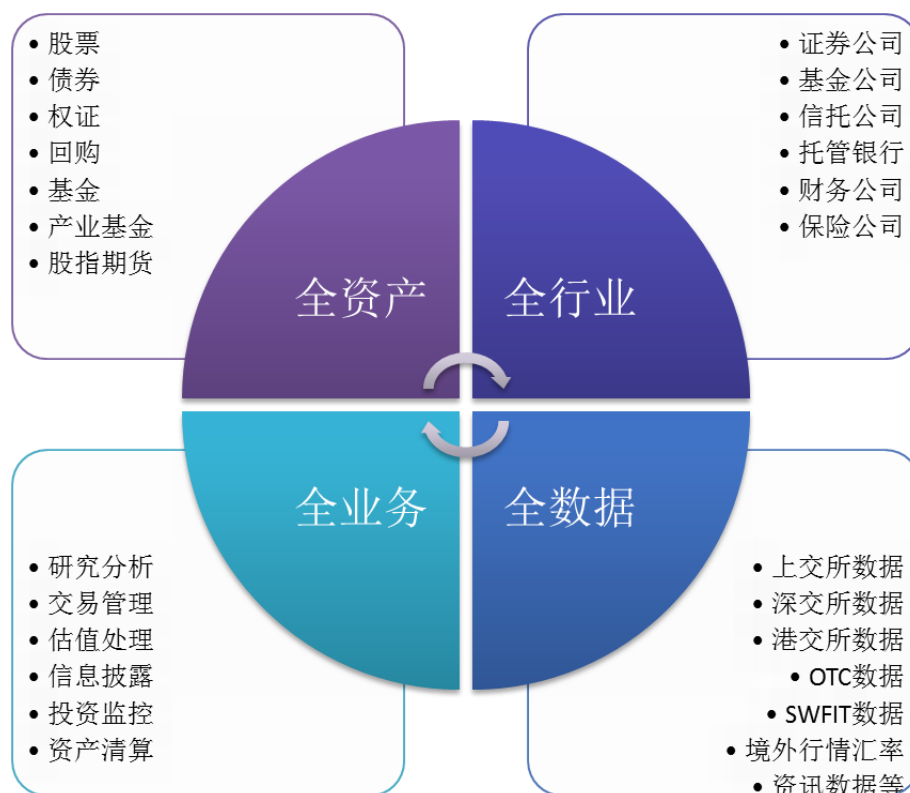 • 股票
• 债券
• 权证
• 回购
• 基金
• 产业基金
• 股指期货
• 证券公司
• 基金公司
• 信托公司
• 托管银行
• 财务公司
• 保险公司
全资产
全行业
全业务
全数据
• 研究分析
• 交易管理
• 估值处理
• 信息披露
• 投资监控
• 资产清算
• 上交所数据
• 深交所数据
• 港交所数据
• OTC数据
• SWFIT数据
• 境外行情汇率
• 资讯数据等